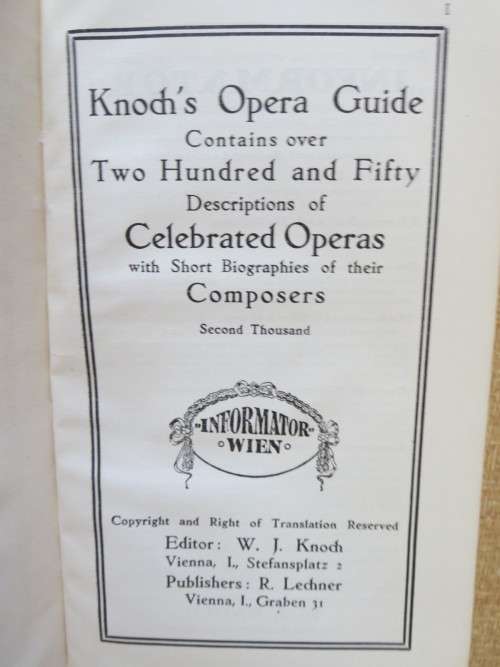 I
Knoch's Opera Guide
Contains over
Two Hundred and Fifty
Descriptions of
Celebrated Operas
with Short Biographies of their
Composers
Second Thousand
„INFORMATOR"
WIEN
Copyright and Right of Translation Reserved
Editor: W. J. Knoch
Vienna, I., Stefansplatz 2
Publishers: R. Lechner
Vienna, I., Graben 31